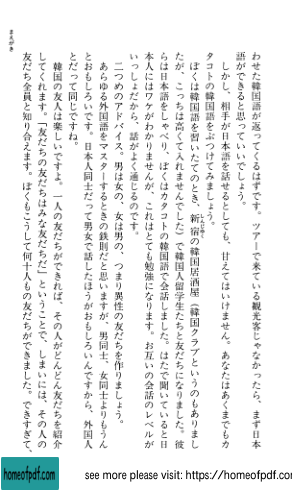 わせた韓国語が返ってくるはずです。ツアーで来ている観光客じゃなかったら、まず日本
語ができると思っていいでしょう。
しかし、相手が日本語を話せるとしても、甘えてはいけません。あなたはあくまでもカ
タコトの韓国語をぶつけてみましょう。
ぼくは韓国語を習いたてのとき、新宿の韓国居酒屋（韓国クラブというのもありまし
たが、こっちは高くて入れませんでした）で韓国人留学生たちと友だちになりました。彼
らは日本語をしゃべり、ぼくはカタコトの韓国語で会話しました。はたで聞いていると日
本人にはワケがわかりませんが、これはとても勉強になります。お互いの会話のレベルが
いっしょだから、話がよく通じるのです。
二つめのアドバイス。男は女の、女は男の、つまり異性の友だちを作りましょう。
あらゆる外国語をマスターするときの鉄則だと思いますが、男同士、女同士よりもうん
とおもしろいです。日本人同士だって男女で話したほうがおもしろいんですから、外国人
とだって同じですね。
韓国の友人は楽しいですよ。一人の友だちができれば、その人がどんどん友だちを紹介
してくれます。「友だちの友だちはみな友だちだ」ということで、しまいには、その人の
友だち全員と知り合えます。ぼくもこうして何十人もの友だちができました。できすぎて、
まえがき
homeofpdf.com
see more please visit: https://homeofpdf.com